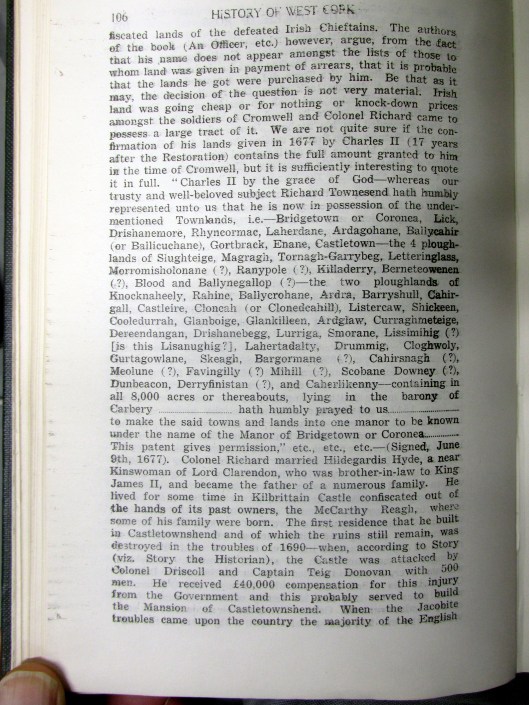 106 HISTORY OF WEST CORK
fiscated lands of the defeated Irish Chieftains. The authors
of the book (An Officer, etc.) however, argue, from the fact
that his name does not appear amongst the lists of those to
whom land was given in payment of arrears, that it is probable
that the lands he got were purchased by him. Be that as it
may, the decision of the question is not very material. Irish
land was going cheap or for nothing or knock-down prices
amongst the soldiers of Cromwell and Colonel Richard came to
possess a large tract of it. We are not quite sure if the con-
firmation of his lands given in 1677 by Charles II (17 years
after the Restoration) contains the full amount granted to him
in the time of Cromwell, but it is sufficiently interesting to quote
it in full. "Charles II by the grace of God—whereas our
trusty and well-beloved subject Richard Townesend hath humbly
represented unto us that he is now in possession of the under-
mentioned Townlands, i.e.—Bridgetown or Coronea, Lick,
Drishanemore, Rhyncormac, Laherdane, Ardagohane, Ballycahir
(or Ballicuchane), Gortbrack, Enane, Castletown—the 4 plough-
lands of Slughteige, Magragh, Tornagh-Garrybeg, Letteringlass,
Morromisholonane (?), Ranypole (?), Killaderry, Berneteowenen
(?), Blood and Ballynegallop (?)—the two ploughlands of
Knocknaheely, Rahine, Ballycrohane, Ardra, Barryshull, Cahir-
gall, Castleire, Cloncah (or Clonedcahill), Listercaw, Shickeen,
Cooledurrah, Glanboige, Glankilleen, Ardglaw, Curraghmeteige,
Dereendangan, Drishanebegg, Lurriga, Smorane, Lissimihig (?)
[is this Lisanughig?], Lahertadalty, Drummig, Cloghwoly,
Gurtagowlane, Skeagh, Bargormane (?), Cahirsnagh (?),
Meolune (?), Favingilly (?) Mihill (?), Scobane Downey (?),
Dunbeacon, Derryfinistan (?), and Caherlikenny—containing in
all 8,000 acres or thereabouts, lying in the barony of
Carbery .................... hath humbly prayed to us....................
to make the said towns and lands into one manor to be known
under the name of the Manor of Bridgetown or Coronea............
This patent gives permission," etc., etc., etc.—(Signed, June
9th, 1677). Colonel Richard married Hildegardis Hyde, a near
Kinswoman of Lord Clarendon, who was brother-in-law to King
James II, and became the father of a numerous family. He
lived for some time in Kilbrittain Castle confiscated out of
the hands of its past owners, the McCarthy Reagh, where
some of his family were born. The first residence that he built
in Castletownshend and of which the ruins still remain, was
destroyed in the troubles of 1690—when, according to Story
(viz. Story the Historian), the Castle was attacked by
Colonel Driscoll and Captain Teig Donovan with 500
men. He received £40,000 compensation for this injury
from the Government and this probably served to build
the Mansion of Castletownshend. When the Jacobite
troubles came upon the country the majority of the English